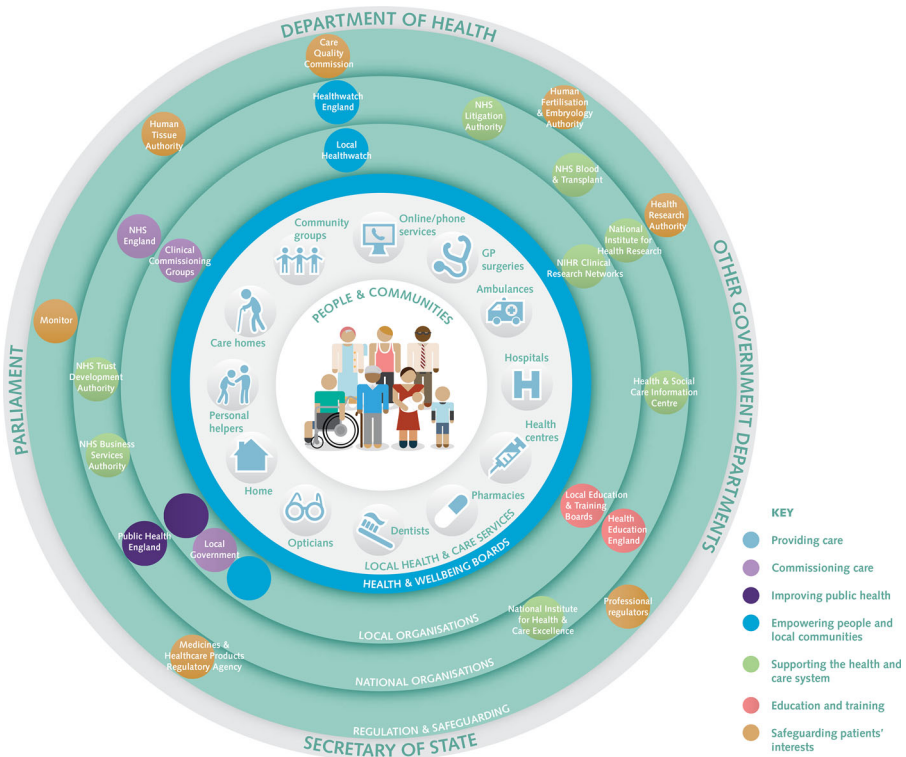 DEPARTMENT OF HEALTH
OTHER GOVERNMENT DEPARTMENTS
SECRETARY OF STATE
PARLIAMENT
Care
Quality
Commission
Healthwatch
England
Local
Healthwatch
NHS
Litigation
Authority
Human
Fertilisation
& Embryology
Authority
Human
Tissue
Authority
NHS Blood
& Transplant
Health
Research
Authority
National
Institute for
Health Research
NIHR Clinical
Research Networks
NHS
England
Clinical
Commissioning
Groups
Monitor
NHS Trust
Development
Authority
NHS Business
Services
Authority
Public Health
England
Local
Government
Medicines &
Healthcare Products
Regulatory Agency
Health & Social
Care Information
Centre
Local Education
& Training
Boards
Health
Education
England
Professional
regulators
National Institute
for Health &
Care Excellence
Community
groups
Online/phone
services
GP
surgeries
Ambulances
Hospitals
Health
centres
Pharmacies
Dentists
Opticians
Home
Personal
helpers
Care homes
PEOPLE & COMMUNITIES
LOCAL HEALTH & CARE SERVICES
HEALTH & WELLBEING BOARDS
LOCAL ORGANISATIONS
NATIONAL ORGANISATIONS
REGULATION & SAFEGUARDING
KEY
Providing care
Commissioning care
Improving public health
Empowering people and
local communities
Supporting the health and
care system
Education and training
Safeguarding patients'
interests